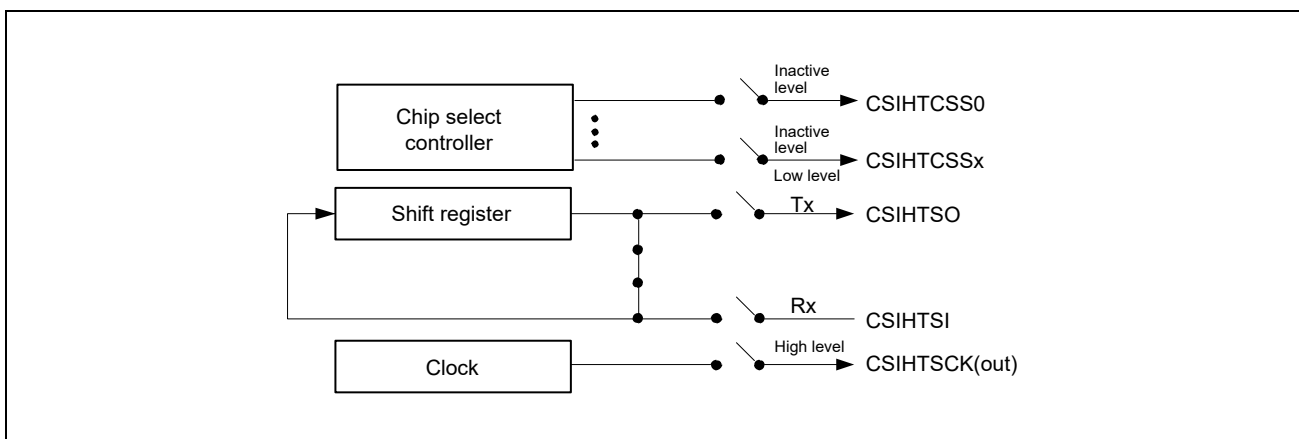 Chip select
controller
Inactive
level
CSIHTCSS0
Inactive
level
CSIHTCSSx
Low level
Shift register
Tx
CSIHTSO
Rx
CSIHTSI
Clock
High level
CSIHTSCK(out)